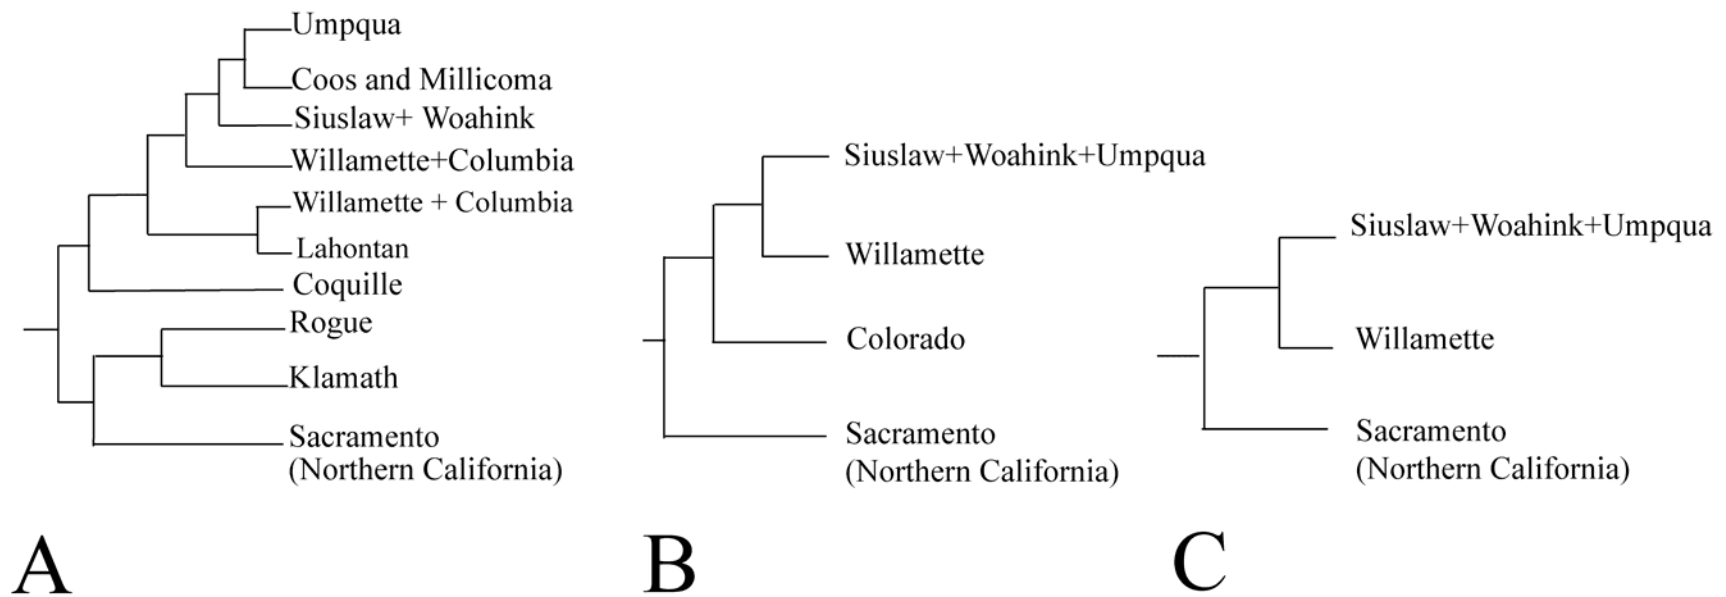 Umpqua
Coos and Millicoma
Siuslaw+ Woahink
Willamette+Columbia
Willamette + Columbia
Lahontan
Coquille
Rogue
Klamath
Sacramento
(Northern California)
A
Siuslaw+Woahink+Umpqua
Willamette
Colorado
Sacramento
(Northern California)
B
Siuslaw+Woahink+Umpqua
Willamette
Sacramento
(Northern California)
C